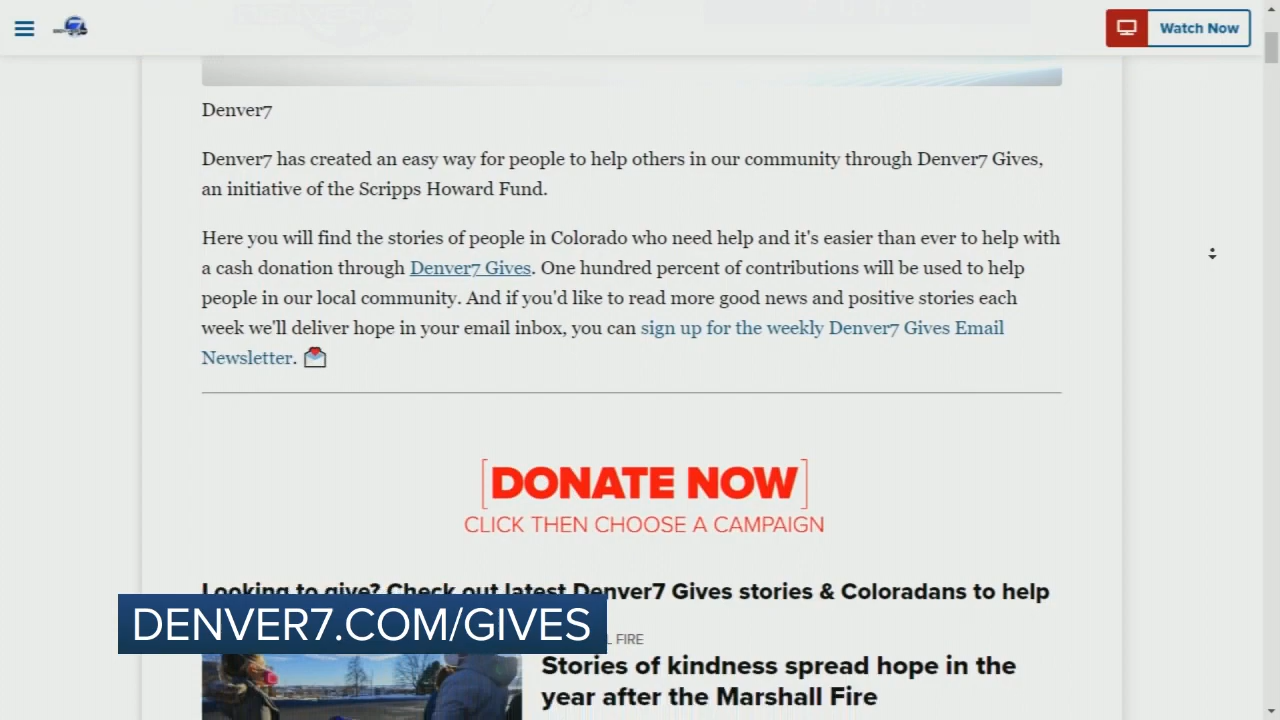 Watch Now
Denver7
Denver7 has created an easy way for people to help others in our community through Denver7 Gives,
an initiative of the Scripps Howard Fund.
Here you will find the stories of people in Colorado who need help and it's easier than ever to help with
a cash donation through Denver7 Gives. One hundred percent of contributions will be used to help
people in our local community. And if you'd like to read more good news and positive stories each
week we'll deliver hope in your email inbox, you can sign up for the weekly Denver7 Gives Email
Newsletter.
DONATE NOW
CLICK THEN CHOOSE A CAMPAIGN
Looking to give? Check out latest Denver7 Gives stories & Coloradans to help
DENVER7.COM/GIVES
FIRE
Stories of kindness spread hope in the
year after the Marshall Fire